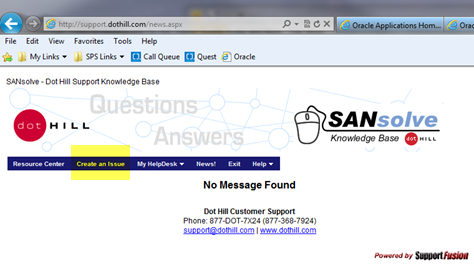 http://support.dothill.com/news.aspx
Oracle Applications Hom...
File Edit View Favorites Tools Help
My Links SPS Links Call Queue Quest Oracle
SANsolve - Dot Hill Support Knowledge Base
Questions
Answers
dot HILL
SANsolve
Knowledge Base dot HILL
Resource Center Create an Issue My HelpDesk News! Exit Help
No Message Found
Dot Hill Customer Support
Phone: 877-DOT-7X24 (877-368-7924)
support@dothill.com | www.dothill.com
Powered by SupportFusion